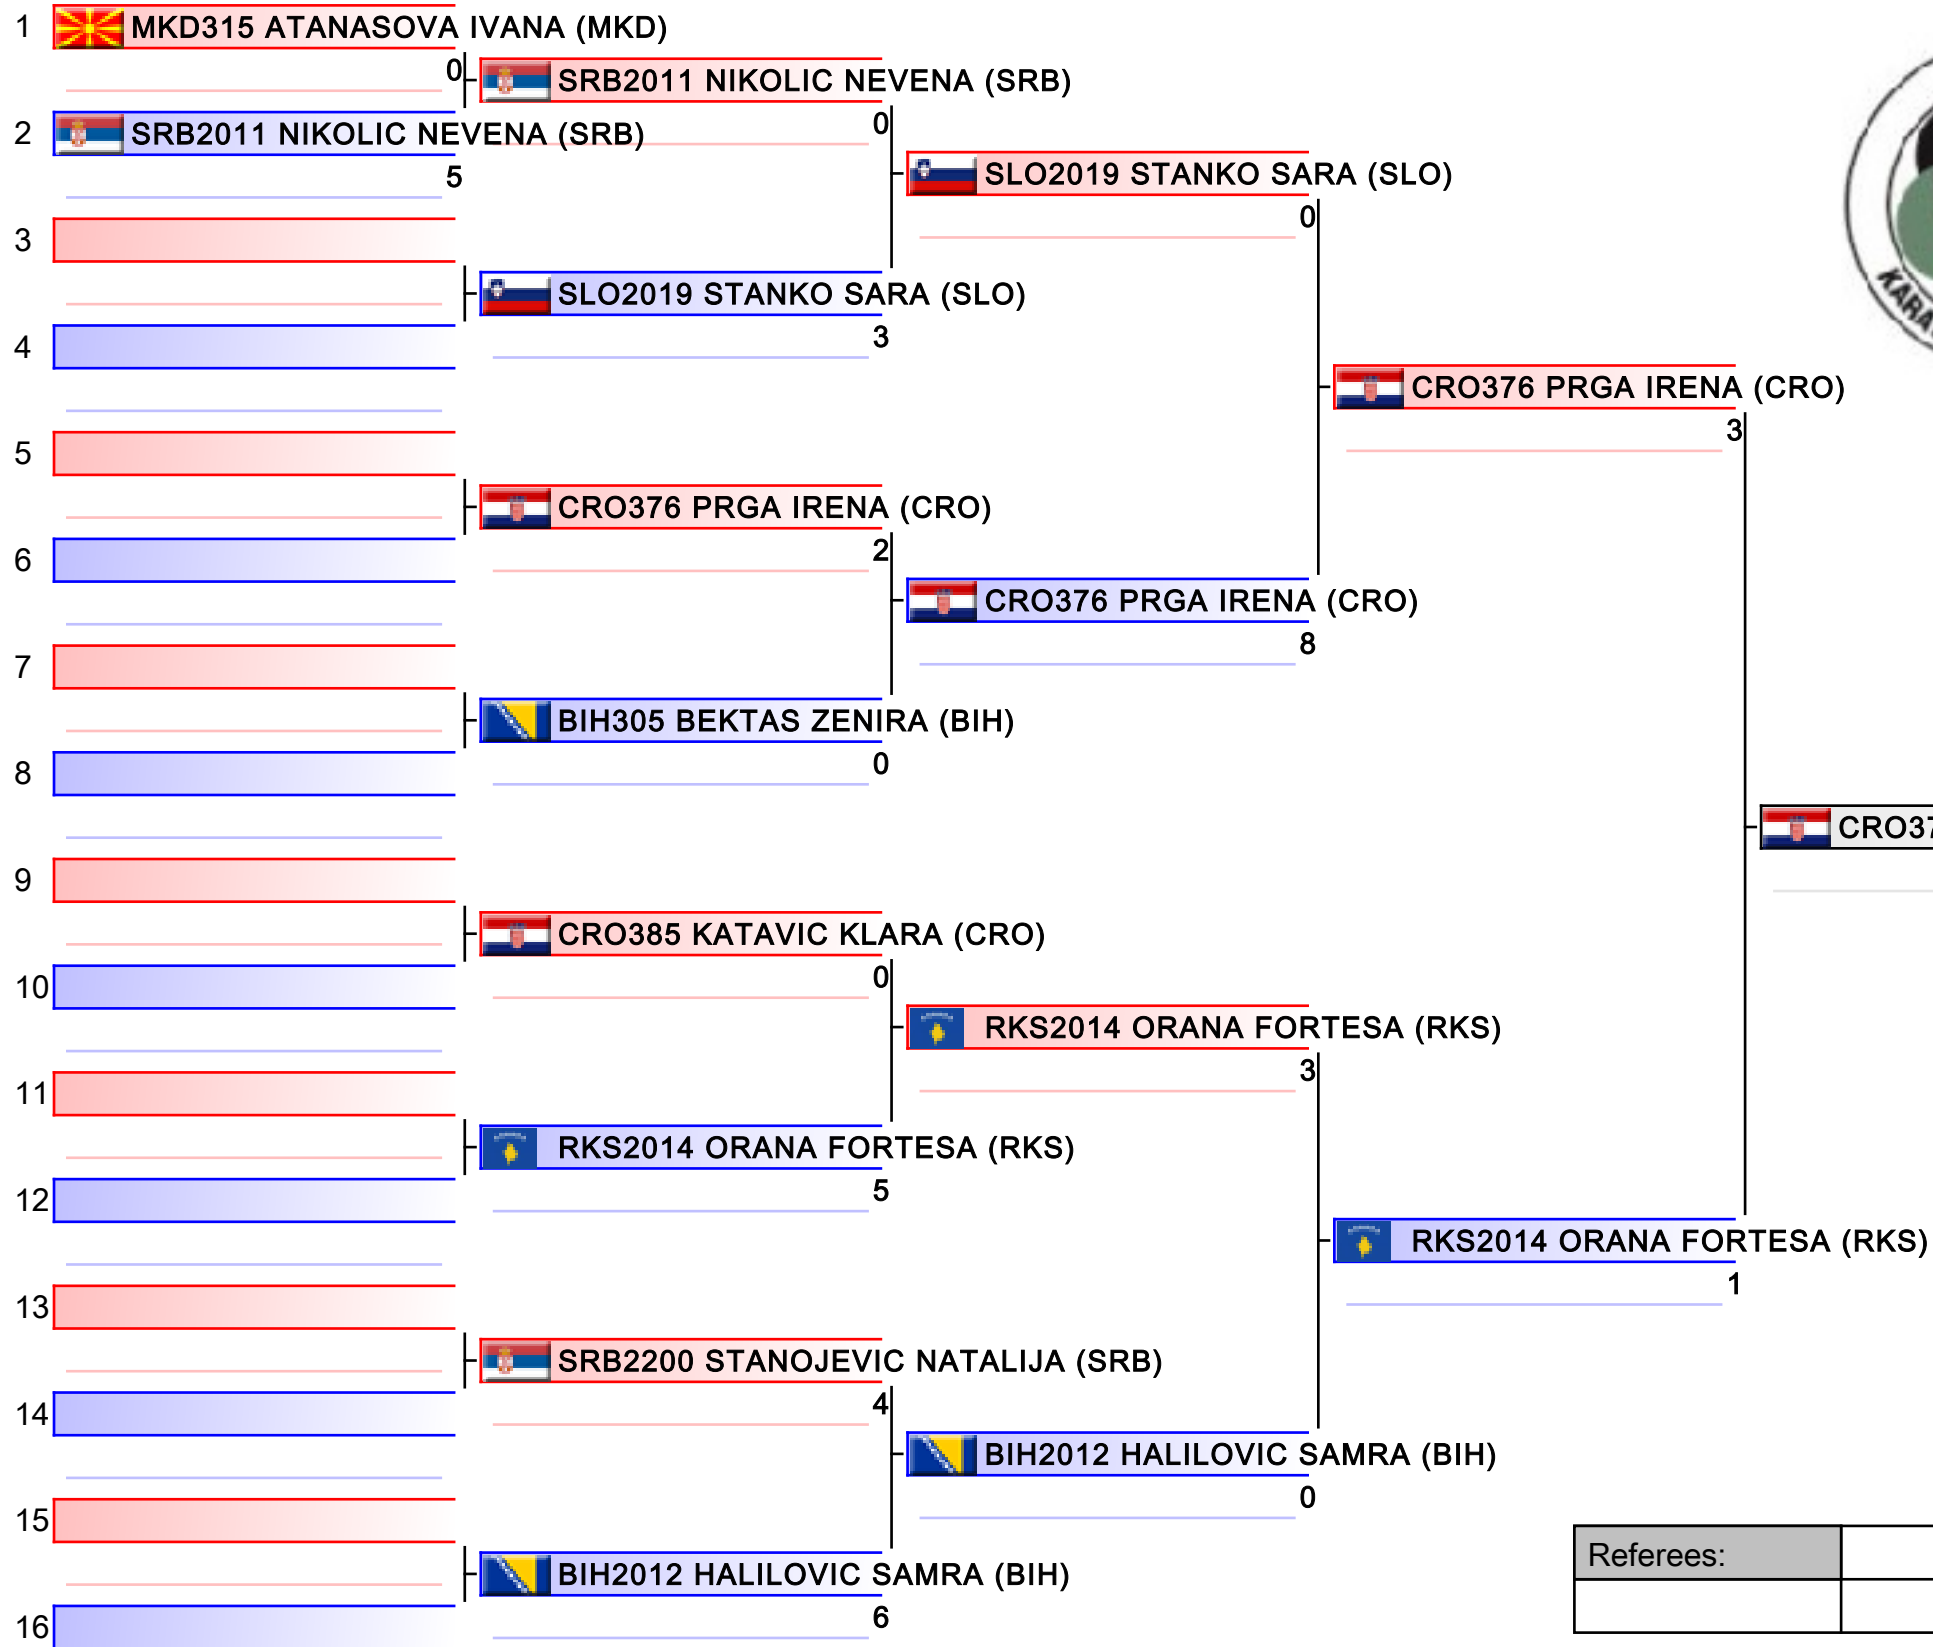 1 MKD315 ATANASOVA IVANA (MKD)
0
SRB2011 NIKOLIC NEVENA (SRB)
0
2 SRB2011 NIKOLIC NEVENA (SRB)
5
SLO2019 STANKO SARA (SLO)
0
3
SLO2019 STANKO SARA (SLO)
3
4
CRO376 PRGA IRENA (CRO)
3
5
CRO376 PRGA IRENA (CRO)
2
6
CRO376 PRGA IRENA (CRO)
8
7
BIH305 BEKTAS ZENIRA (BIH)
0
8
CRO37
9
CRO385 KATAVIC KLARA (CRO)
0
10
RKS2014 ORANA FORTESA (RKS)
3
11
RKS2014 ORANA FORTESA (RKS)
5
12
RKS2014 ORANA FORTESA (RKS)
1
13
SRB2200 STANOJEVIC NATALIJA (SRB)
4
14
BIH2012 HALILOVIC SAMRA (BIH)
0
15
BIH2012 HALILOVIC SAMRA (BIH)
6
16
Referees: